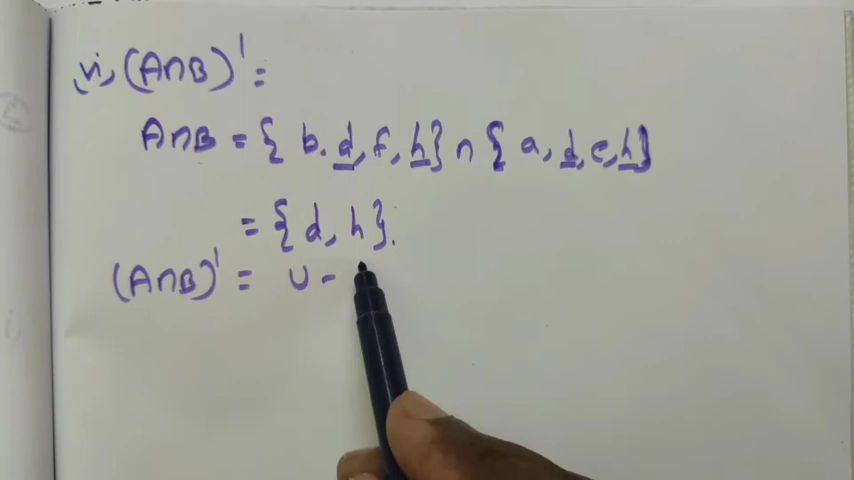 vi, (A∩B)' =
A∩B = { b. d, f, h} ∩ { a, d, e, h}
= {d, h}.
(A∩B)' = U -